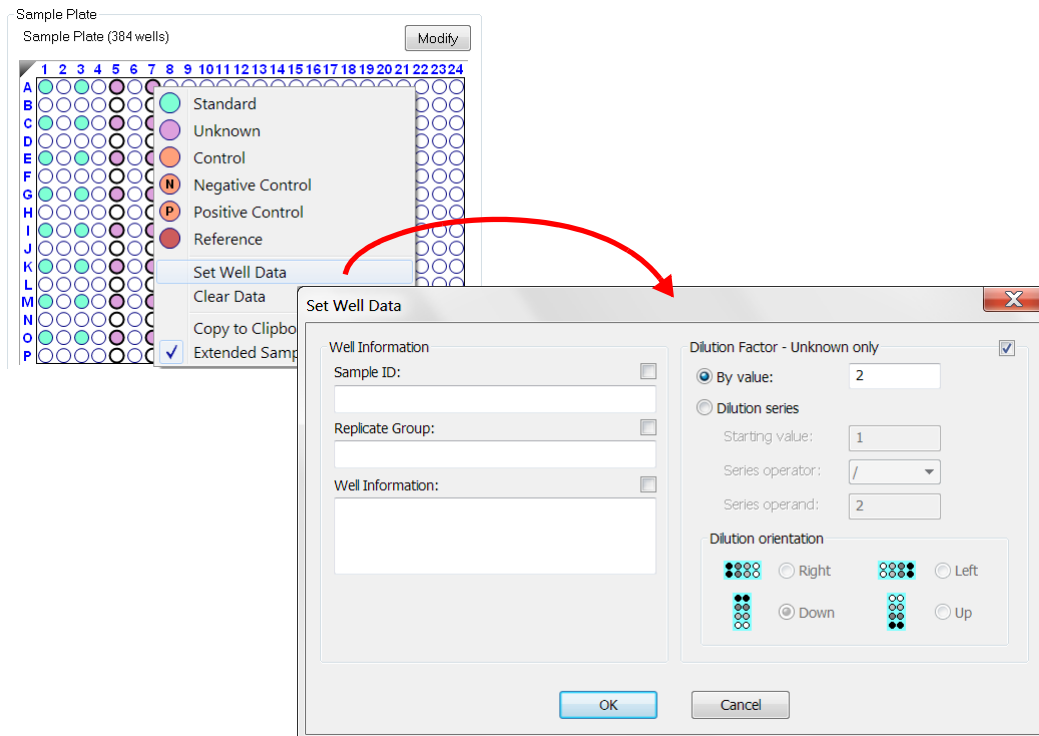 Sample Plate
Sample Plate (384 wells)
Modify
1 2 3 4 5 6 7 8 9 10 11 12 13 14 15 16 17 18 19 20 21 22 23 24
A
B
C
D
E
F
G
H
I
J
K
L
M
N
O
P
Standard
Unknown
Control
N Negative Control
P Positive Control
Reference
Set Well Data
Clear Data
Copy to Clipbo
Extended Samp
Set Well Data
Well Information
Sample ID:
Replicate Group:
Well Information:
Dilution Factor - Unknown only
By value: 2
Dilution series
Starting value: 1
Series operator: /
Series operand: 2
Dilution orientation
Right Left
Down Up
OK Cancel